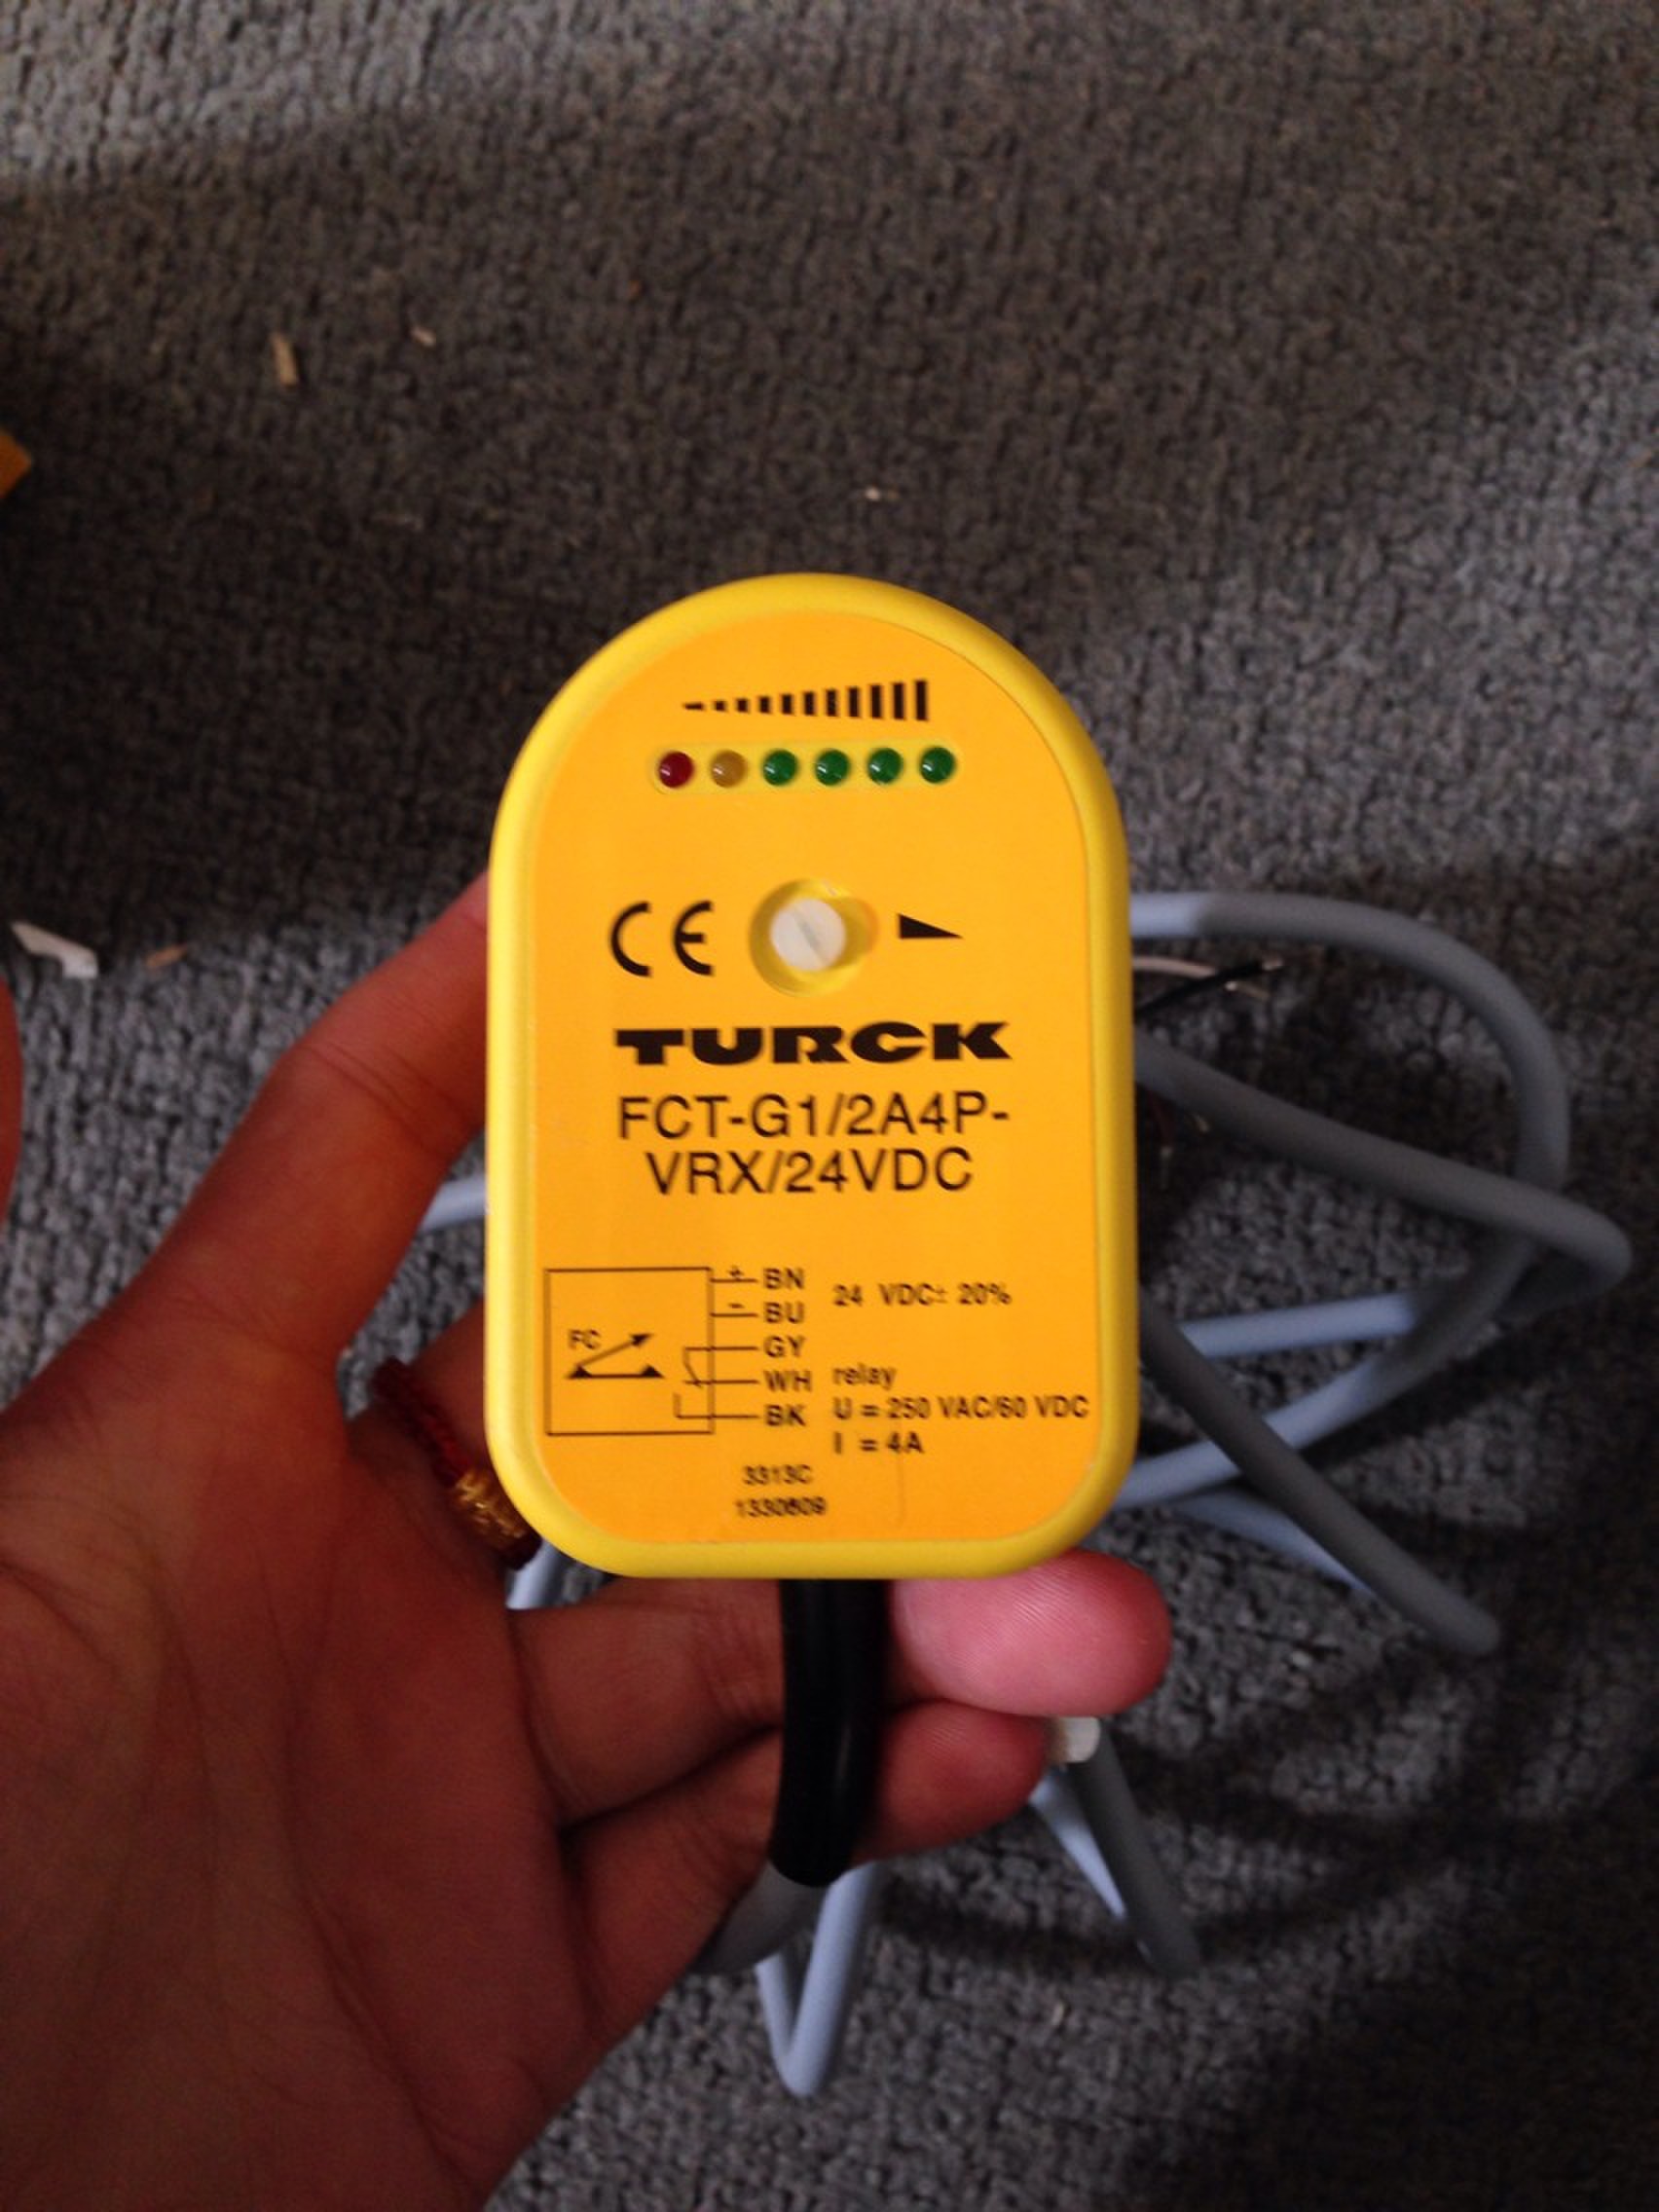 CE
TURCK
FCT-G1/2A4P-
VRX/24VDC
+ BN
- BU
24 VDC± 20%
FC
GY
WH
BK
relay
U = 250 VAC/60 VDC
I = 4A
3313C
1330609